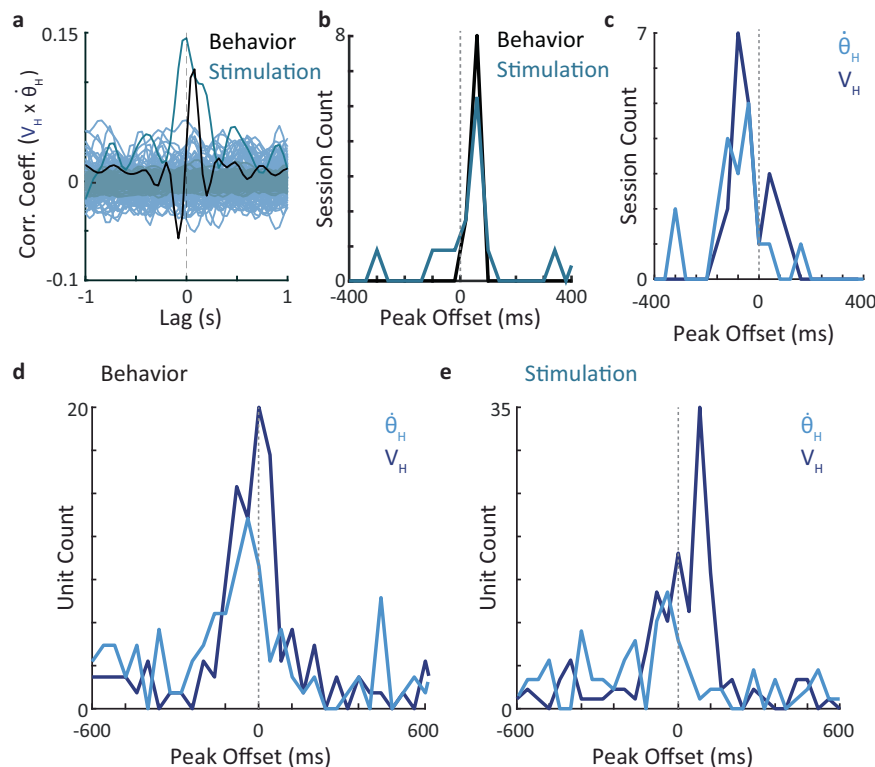 a
0.15
0
-0.1
Corr. Coeff. (V_H x θ̇_H)
Behavior
Stimulation
-1
0
1
Lag (s)
b
8
0
Session Count
Behavior
Stimulation
-400
0
400
Peak Offset (ms)
c
7
0
Session Count
θ̇_H
V_H
-400
0
400
Peak Offset (ms)
d
Behavior
20
0
Unit Count
θ̇_H
V_H
-600
0
600
Peak Offset (ms)
e
Stimulation
35
0
Unit Count
θ̇_H
V_H
-600
0
600
Peak Offset (ms)